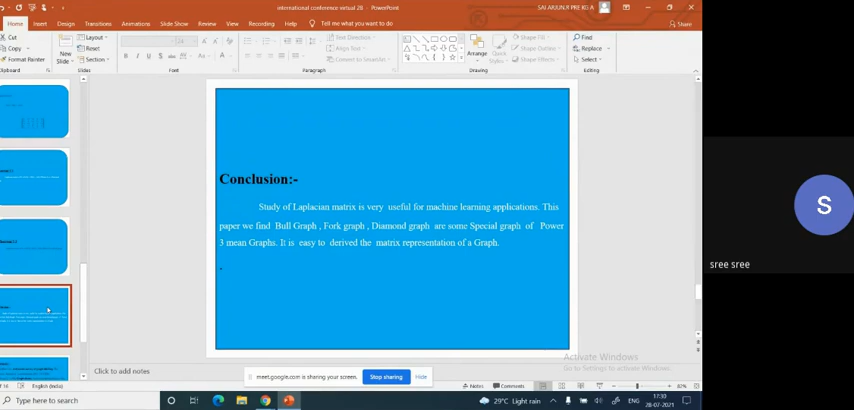 international conference virtual 28 - PowerPoint
SAI ARJUN.R PRE KG A
Home Insert Design Transitions Animations Slide Show Review View Recording Help Tell me what you want to do
Share
Cut
Copy
Format Painter
New Slide
Layout
Reset
Section
Text Direction
Align Text
Convert to SmartArt
Arrange
Quick Styles
Shape Fill
Shape Outline
Shape Effects
Find
Replace
Select
Slides Font Paragraph Drawing Editing
Conclusion:-
Study of Laplacian matrix is very useful for machine learning applications. This
paper we find Bull Graph , Fork graph , Diamond graph are some Special graph of Power
3 mean Graphs. It is easy to derived the matrix representation of a Graph.
.
S
sree sree
Activate Windows
Go to Settings to activate Windows.
Click to add notes
meet.google.com is sharing your screen.
Stop sharing
Hide
English (India)
Notes
Comments
82%
Type here to search
29°C Light rain
ENG
17:30
28-07-2021